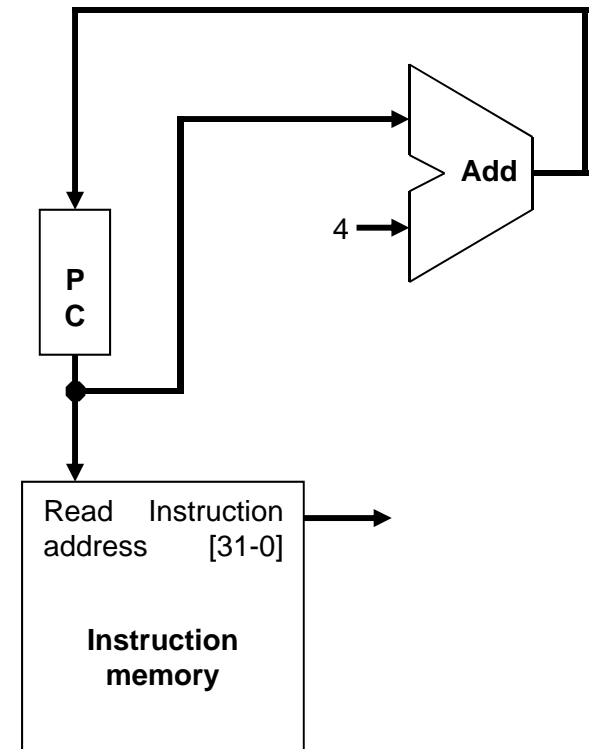 Add
4
P
C
Read Instruction
address [31-0]
Instruction
memory